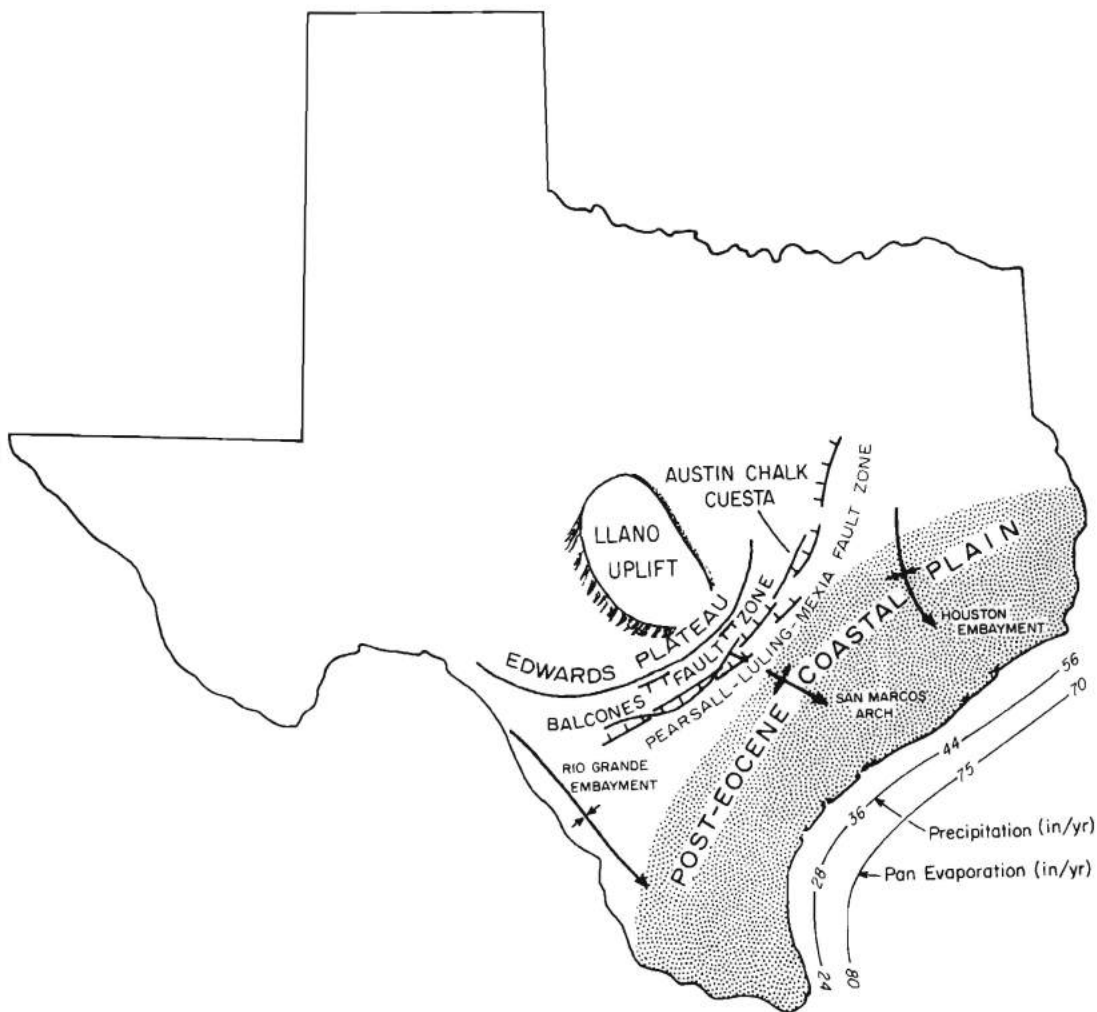 AUSTIN CHALK
CUESTA
LLANO
UPLIFT
EDWARDS PLATEAU
BALCONES FAULT ZONE
PEARSALL-LULING-MEXIA FAULT ZONE
POST-EOCENE COASTAL PLAIN
HOUSTON
EMBAYMENT
SAN MARCOS
ARCH
RIO GRANDE
EMBAYMENT
56
70
44
75
36
Precipitation (in/yr)
28
Pan Evaporation (in/yr)
24
80